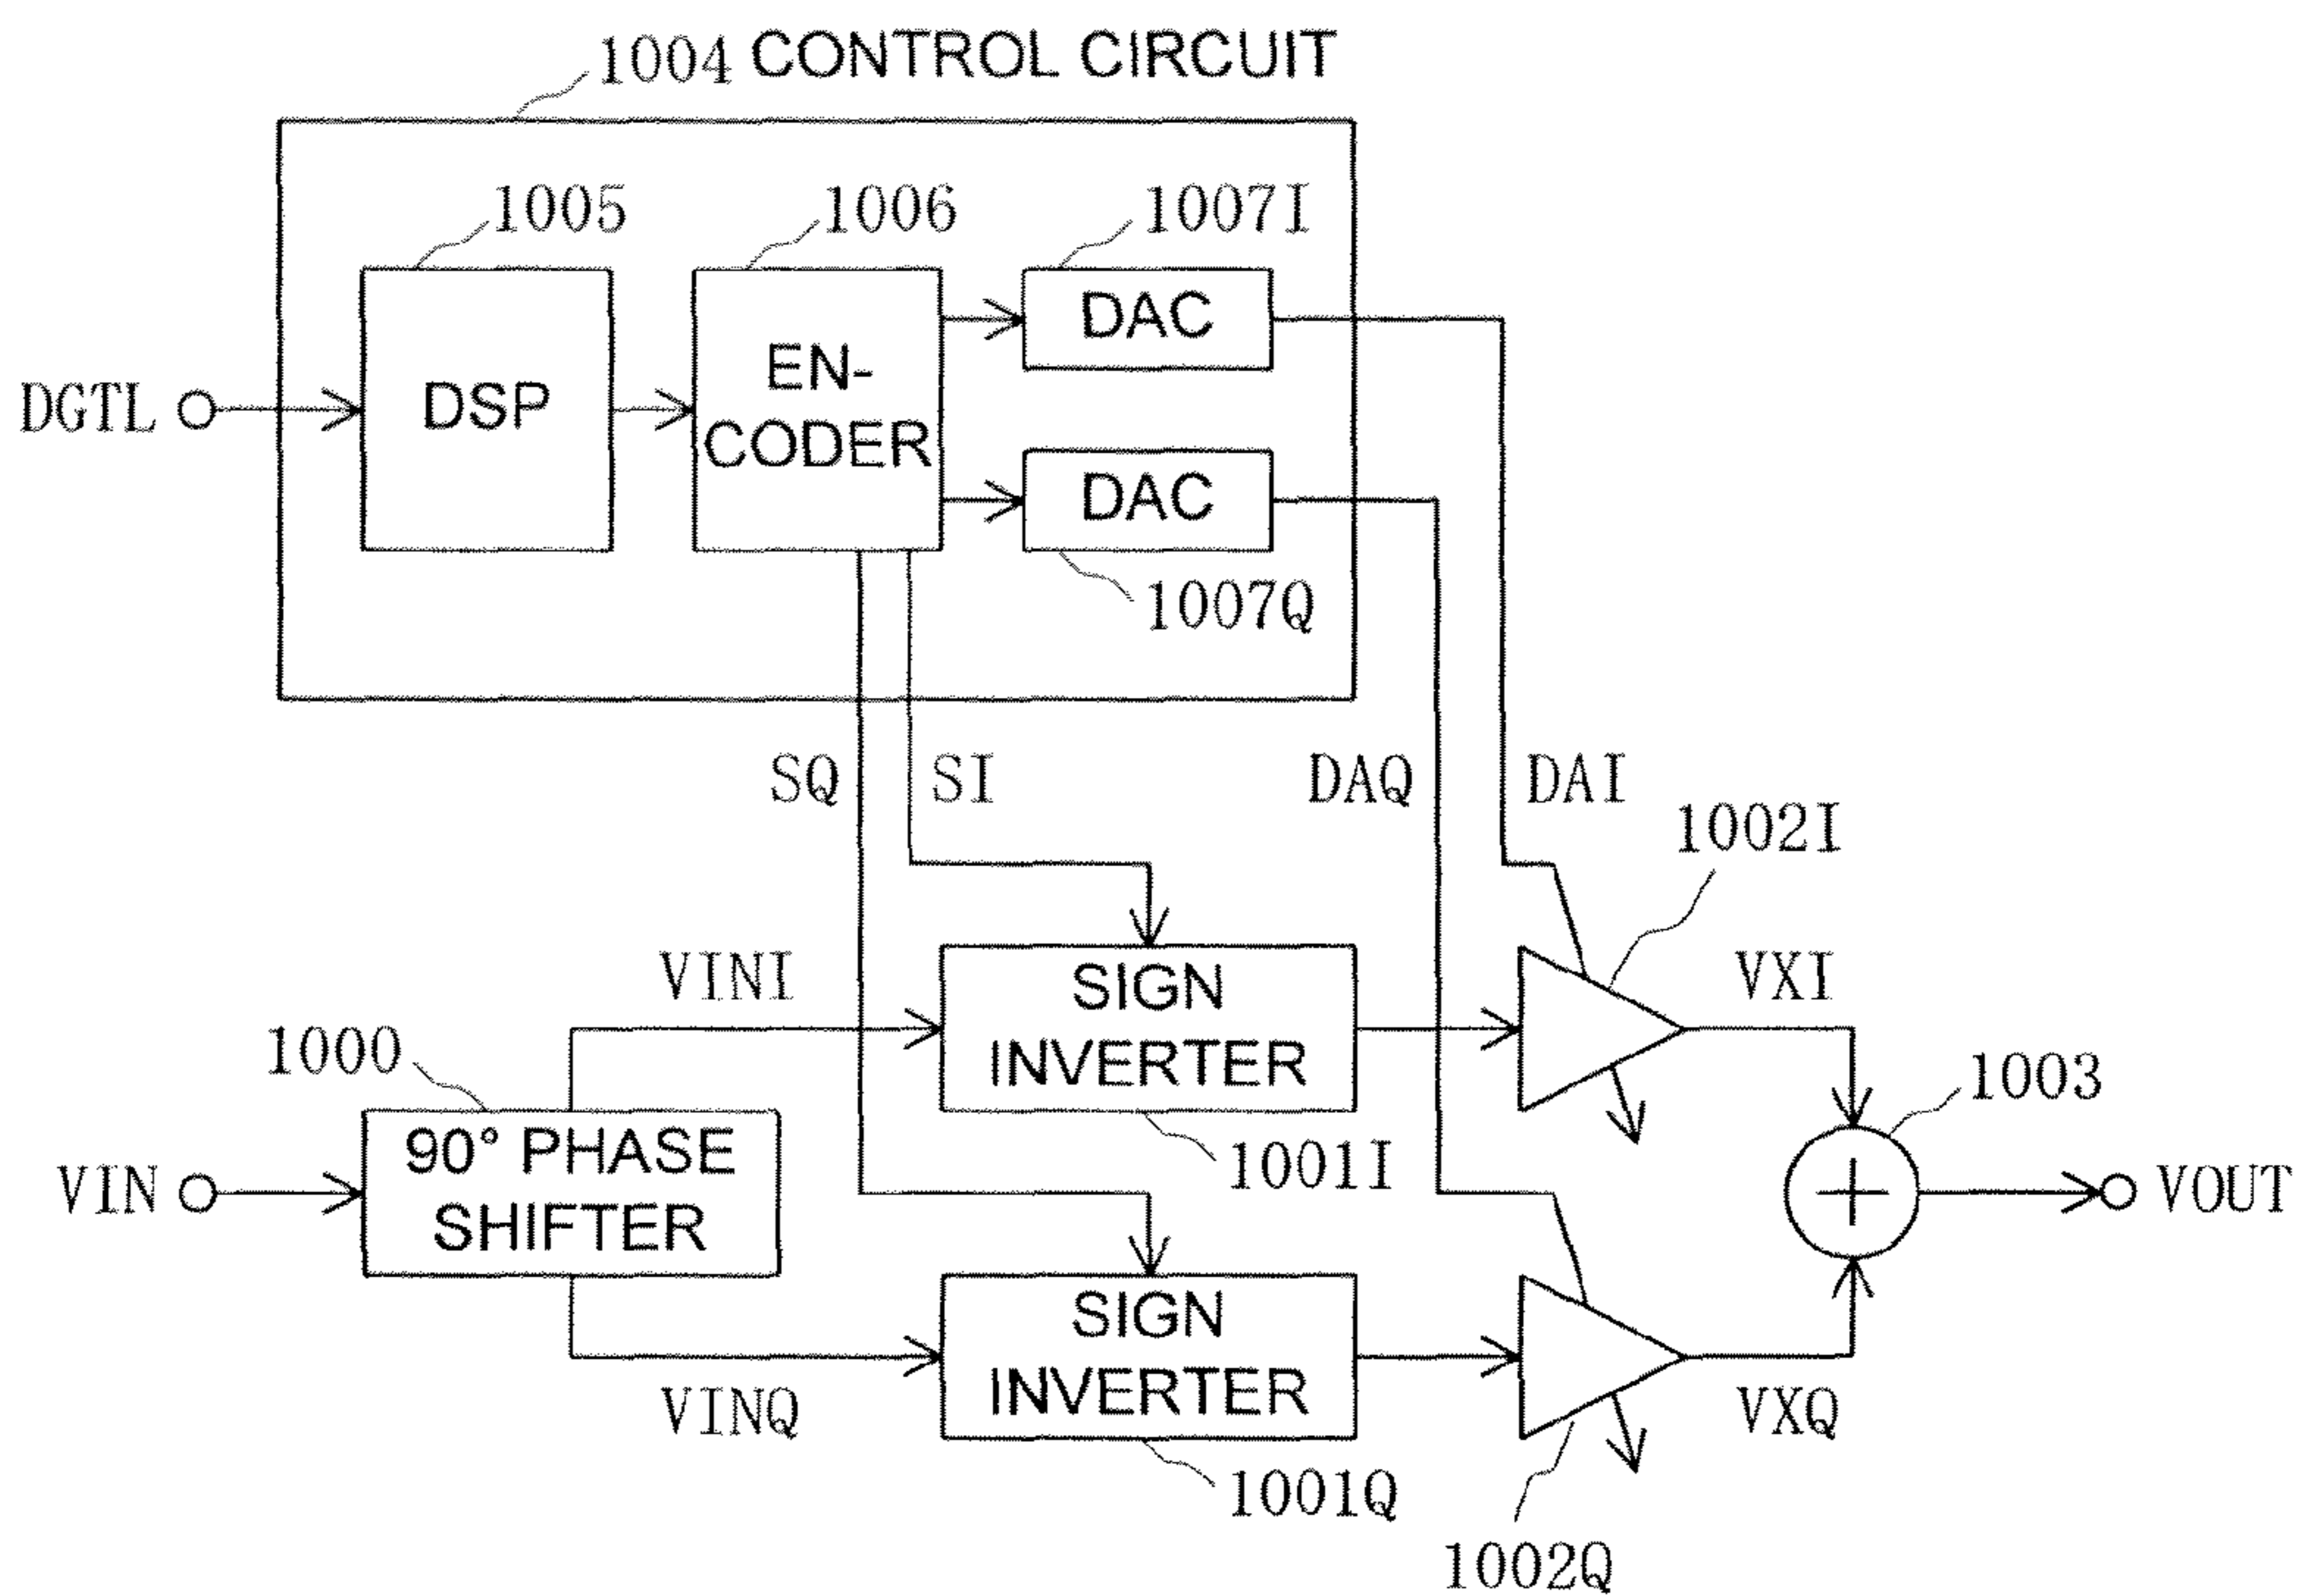 1004 CONTROL CIRCUIT
1005
1006
1007I
DSP
EN-
CODER
DAC
DAC
DGTL
1007Q
SQ
SI
DAQ
DAI
1002I
VINI
SIGN
INVERTER
VXI
1000
1003
90° PHASE
SHIFTER
1001I
VIN
VOUT
SIGN
INVERTER
VINQ
VXQ
1001Q
1002Q